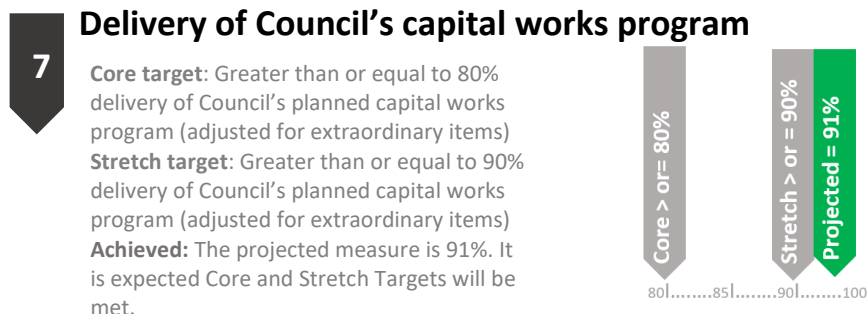 Delivery of Council's capital works program
7
Core target: Greater than or equal to 80%
delivery of Council's planned capital works
program (adjusted for extraordinary items)
Stretch target: Greater than or equal to 90%
delivery of Council's planned capital works
program (adjusted for extraordinary items)
Achieved: The projected measure is 91%. It
is expected Core and Stretch Targets will be
met.
Core > or= 80%
Stretch > or = 90%
Projected = 91%
80|.........85|.........90|.........100